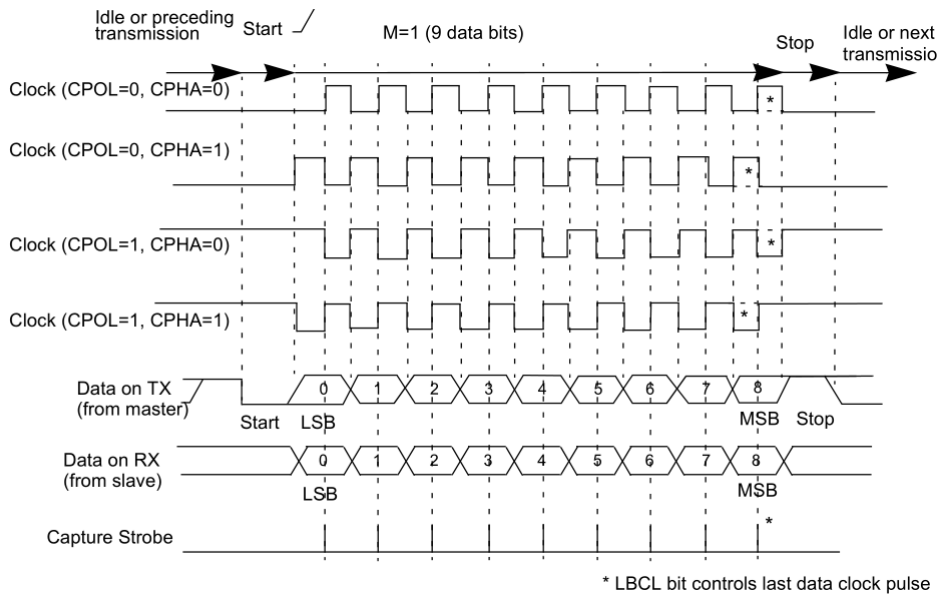 Idle or preceding
transmission
Start
M=1 (9 data bits)
Stop
Idle or next
transmissio
Clock (CPOL=0, CPHA=0)
*
Clock (CPOL=0, CPHA=1)
*
Clock (CPOL=1, CPHA=0)
*
Clock (CPOL=1, CPHA=1)
*
Data on TX
(from master)
0 1 2 3 4 5 6 7 8
Start LSB MSB Stop
Data on RX
(from slave)
0 1 2 3 4 5 6 7 8
LSB MSB
Capture Strobe
*
* LBCL bit controls last data clock pulse